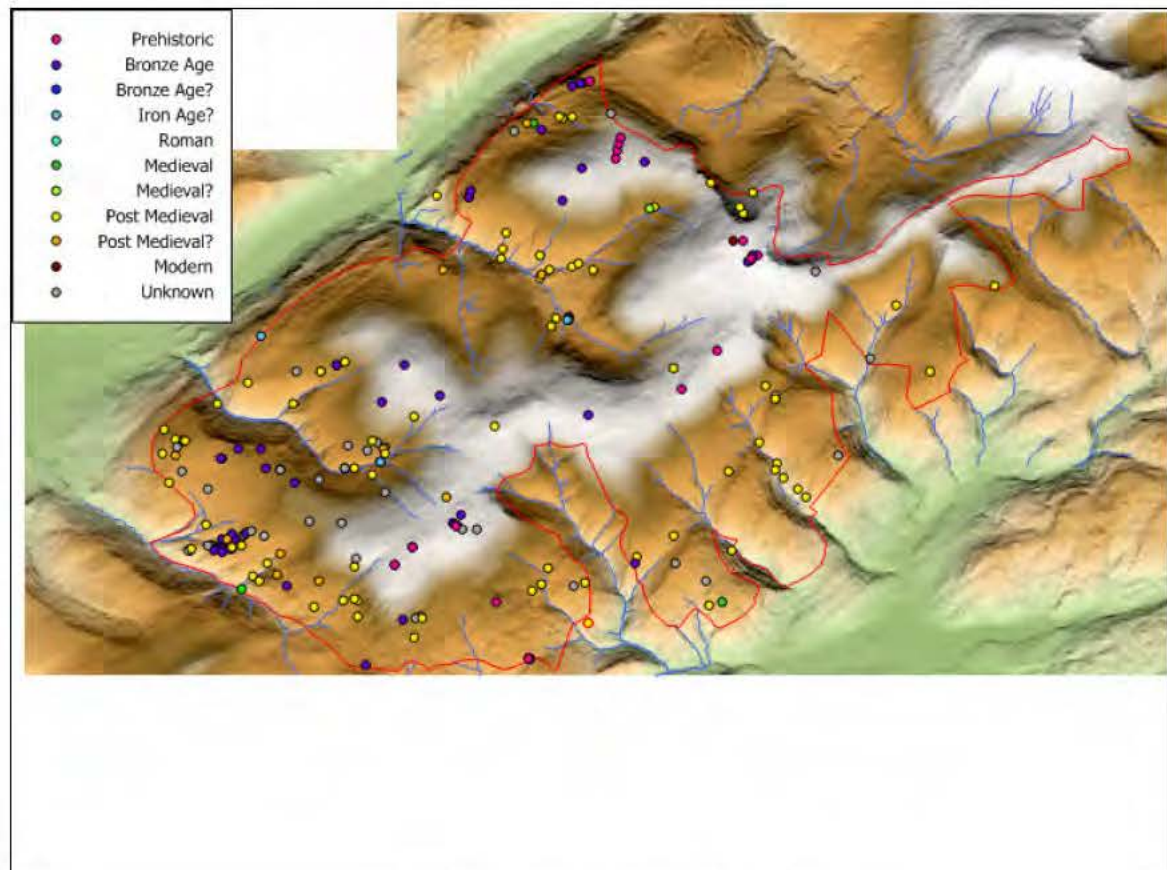 Prehistoric
Bronze Age
Bronze Age?
Iron Age?
Roman
Medieval
Medieval?
Post Medieval
Post Medieval?
Modern
Unknown